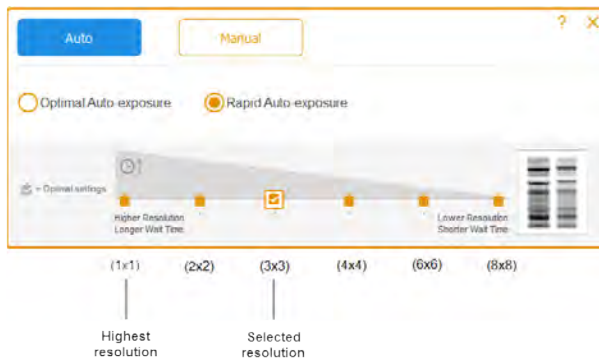 ? ×
Auto
Manual
Optimal Auto-exposure
Rapid Auto-exposure
= Optimal settings
Higher Resolution
Longer Wait Time
Lower Resolution
Shorter Wait Time
(1x1) (2x2) (3x3) (4x4) (6x6) (8x8)
Highest
resolution
Selected
resolution